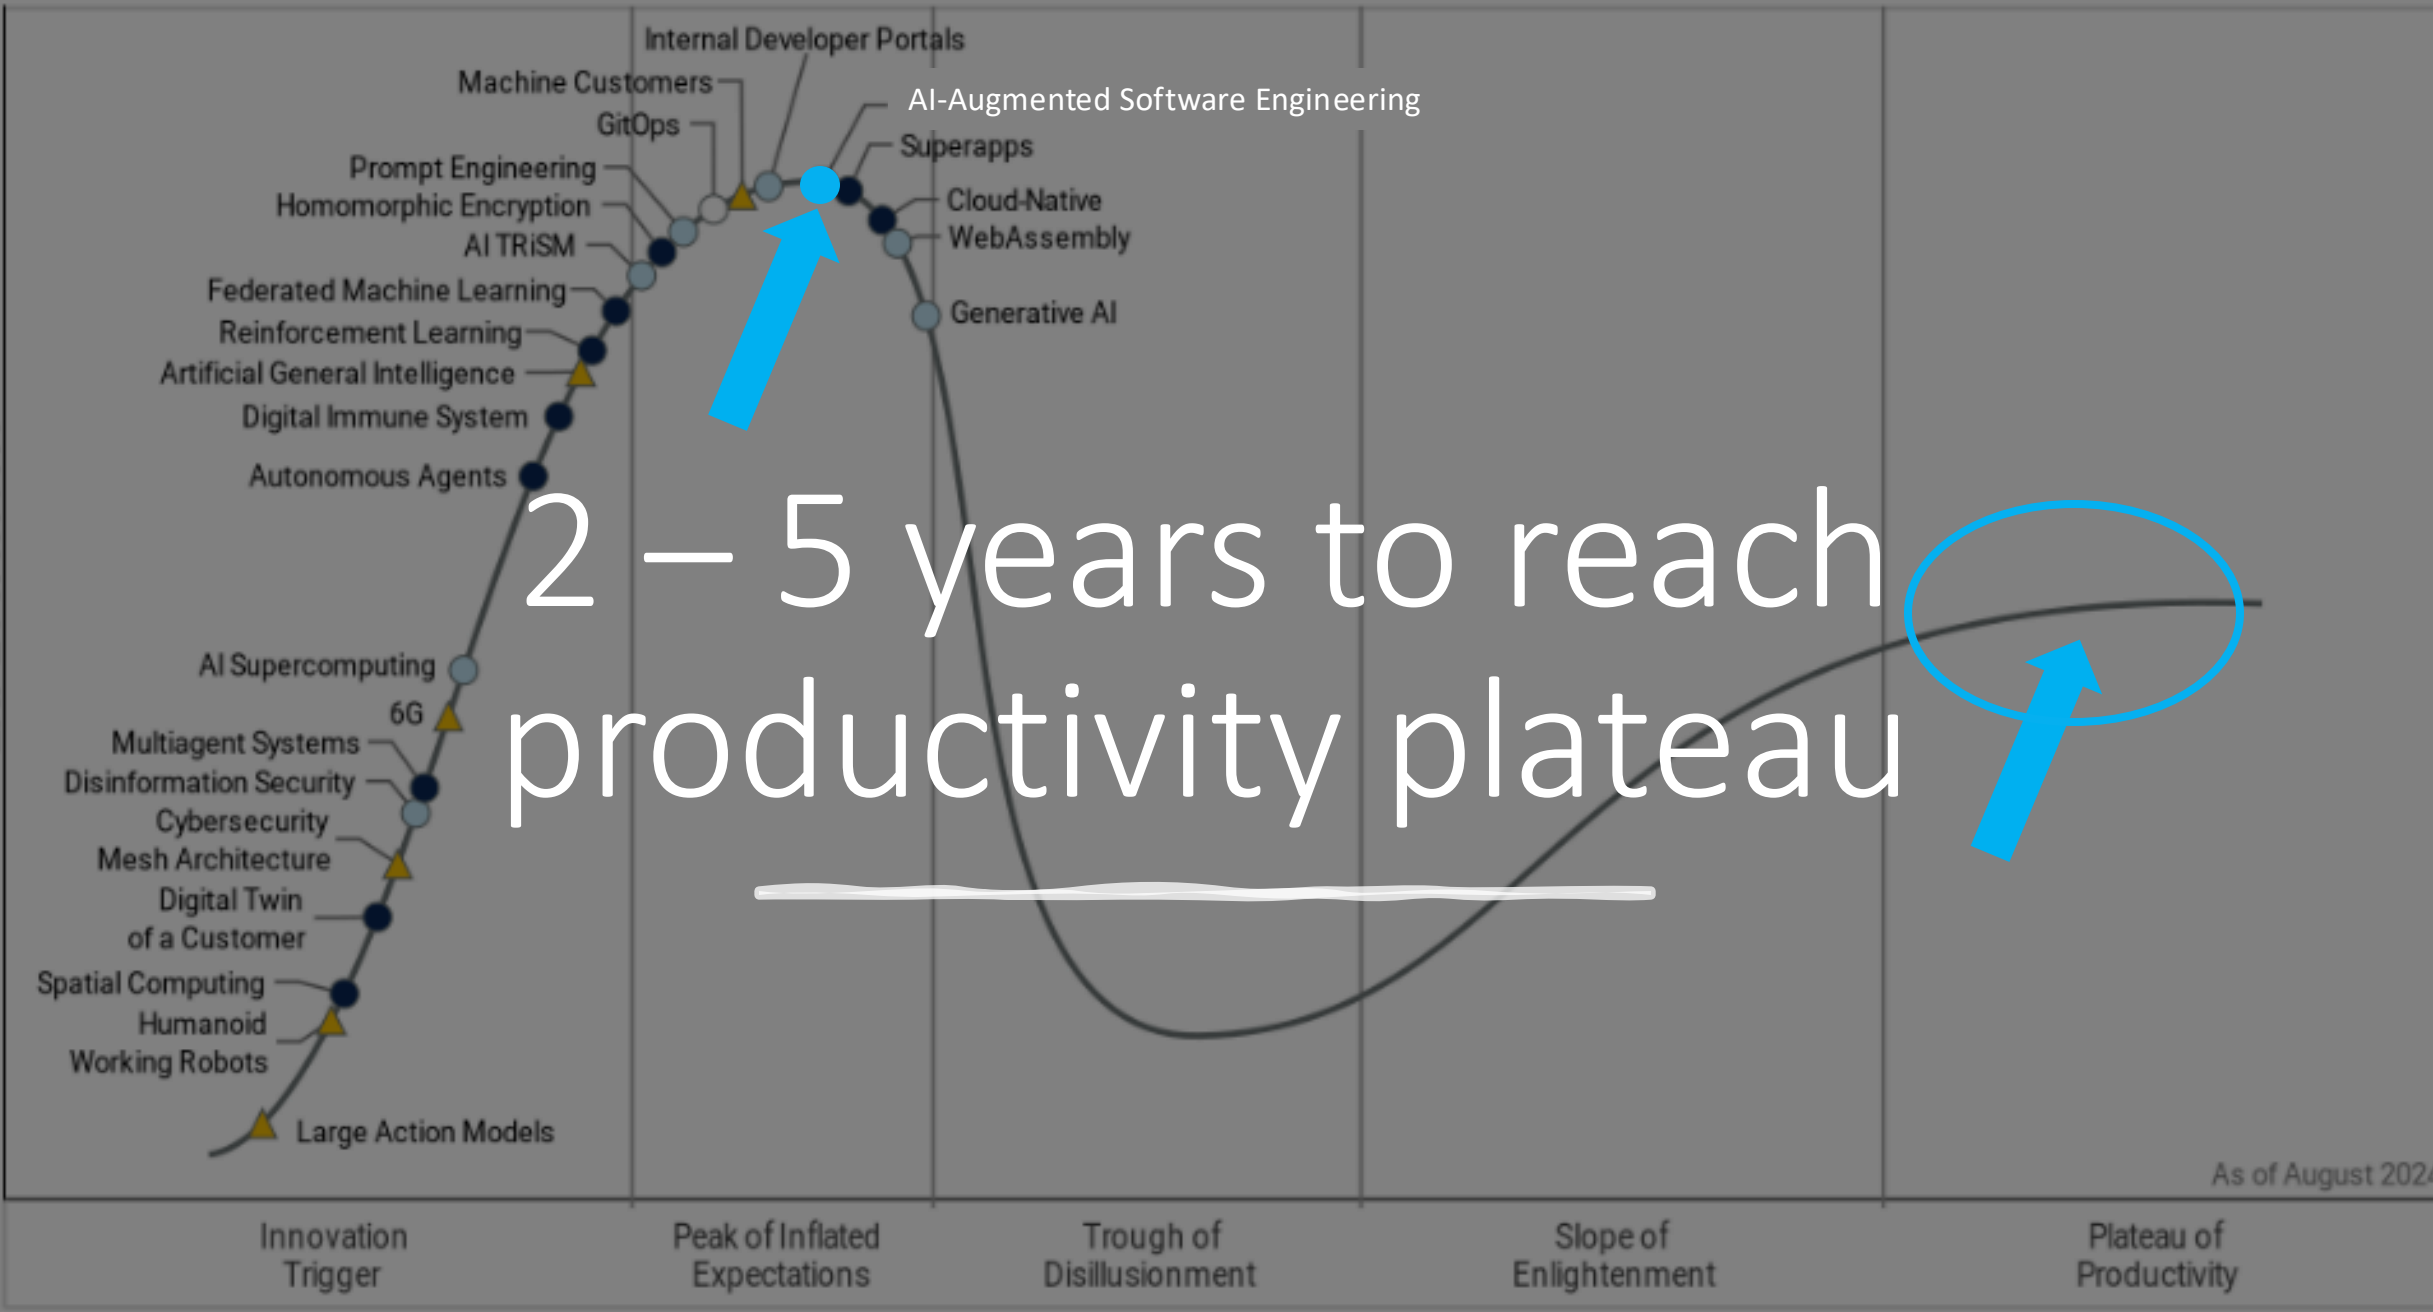 Internal Developer Portals
Machine Customers
AI-Augmented Software Engineering
GitOps
Superapps
Prompt Engineering
Cloud-Native
Homomorphic Encryption
WebAssembly
AI TRiSM
Federated Machine Learning
Generative AI
Reinforcement Learning
Artificial General Intelligence
Digital Immune System
Autonomous Agents
2 – 5 years to reach
productivity plateau
AI Supercomputing
6G
Multiagent Systems
Disinformation Security
Cybersecurity
Mesh Architecture
Digital Twin
of a Customer
Spatial Computing
Humanoid
Working Robots
Large Action Models
As of August 2024
Innovation
Trigger
Peak of Inflated
Expectations
Trough of
Disillusionment
Slope of
Enlightenment
Plateau of
Productivity